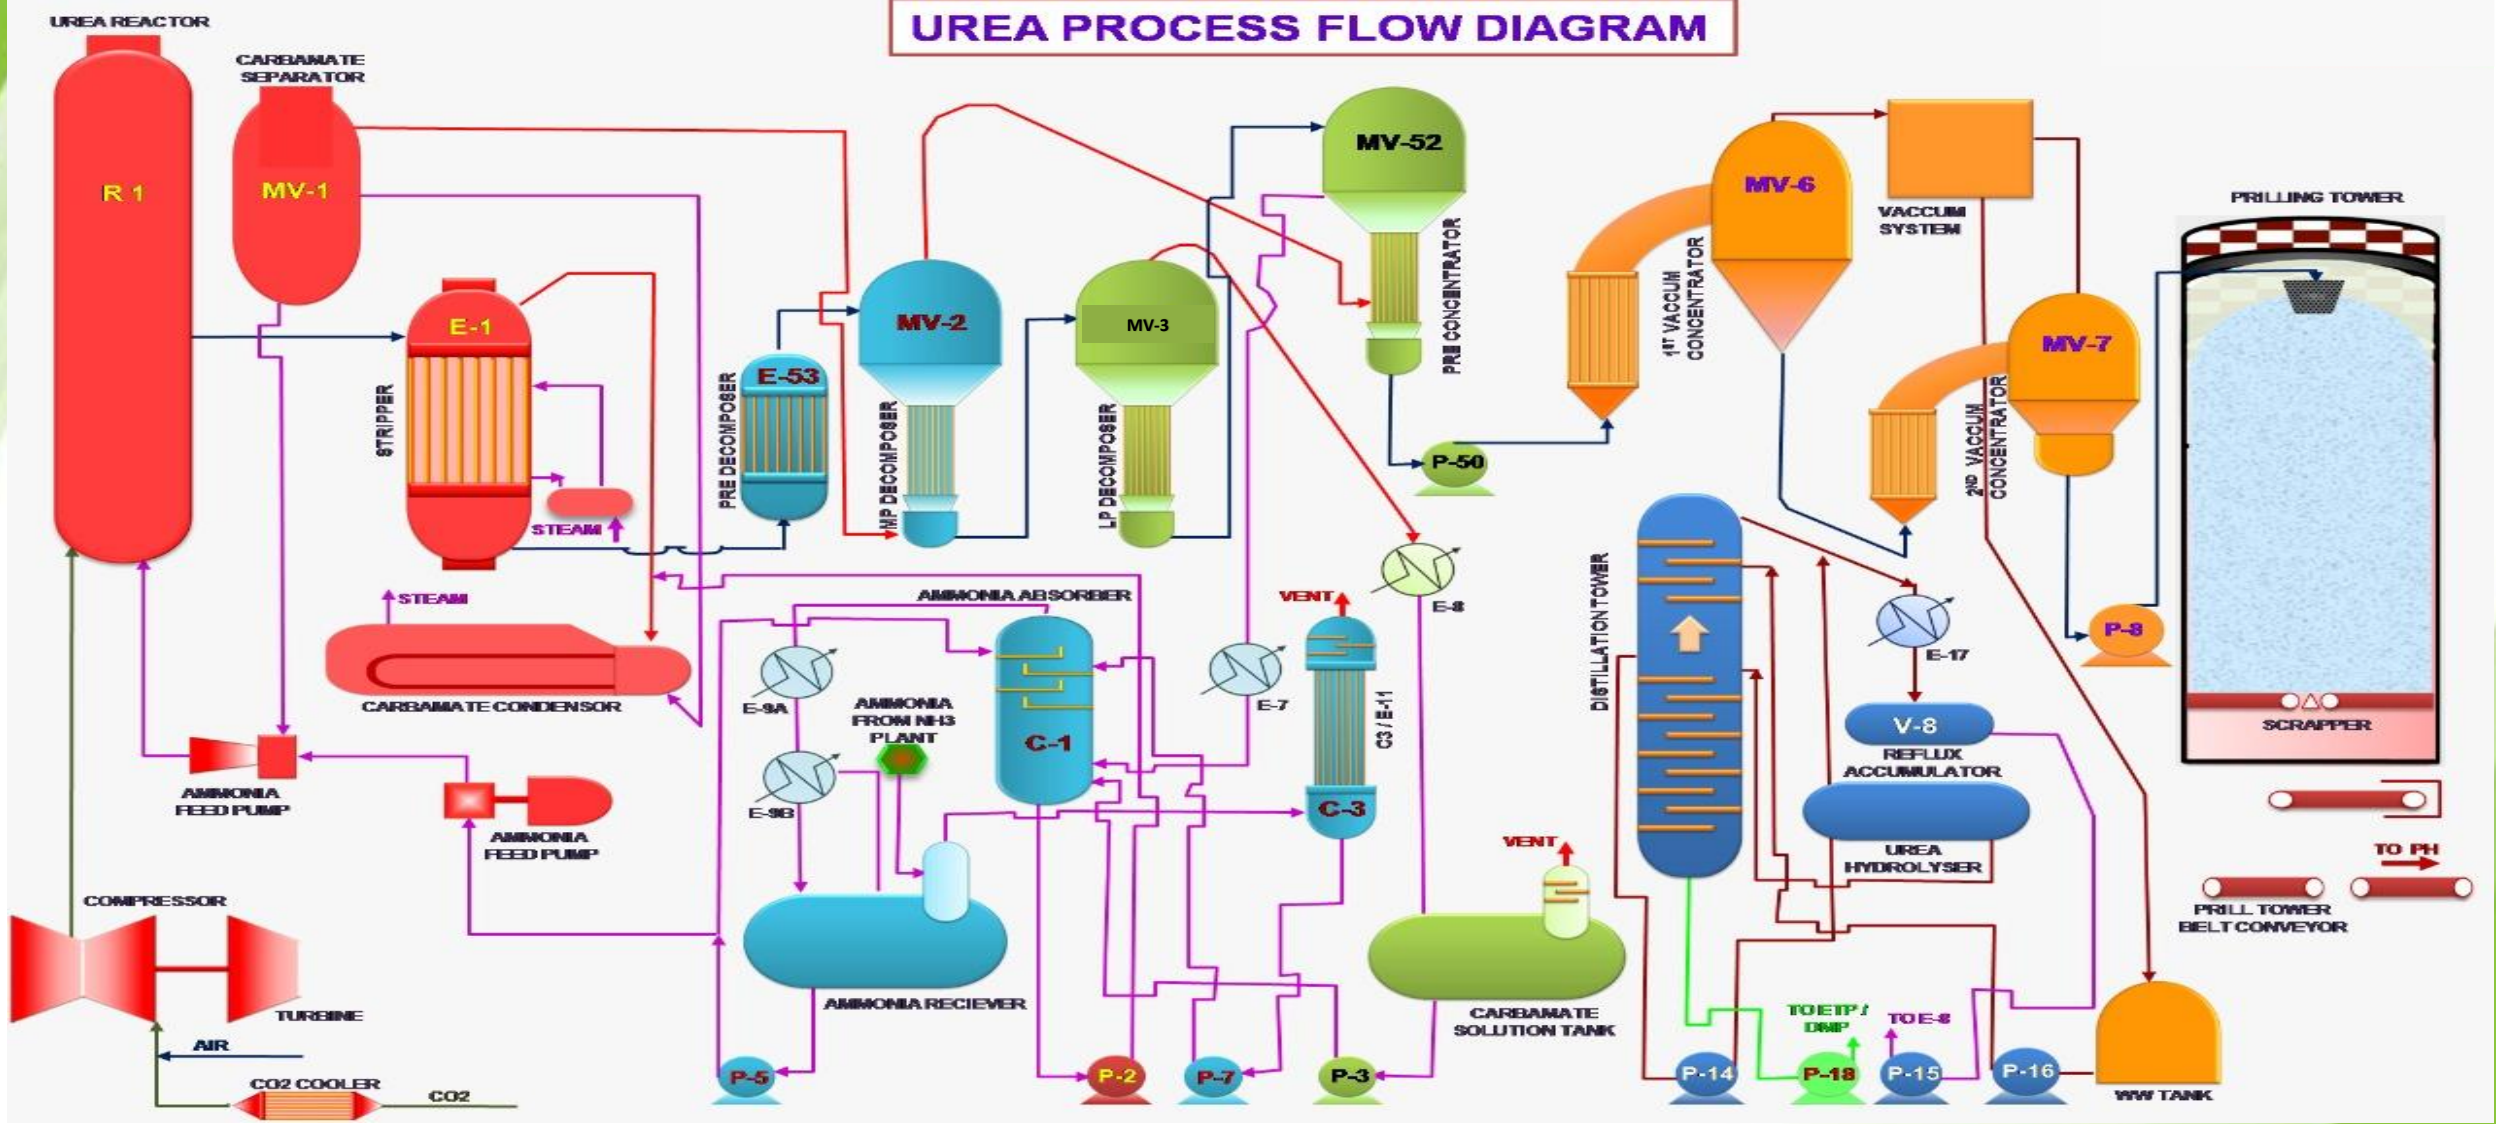 UREA PROCESS FLOW DIAGRAM
UREA REACTOR
CARBAMATE
SEPARATOR
R 1
MV-1
E-1
STRIPPER
STEAM
STEAM
CARBAMATE CONDENSOR
AMMONIA
FEED PUMP
AMMONIA
FEED PUMP
COMPRESSOR
TURBINE
AIR
CO2 COOLER
CO2
PRE DECOMPOSER
E-53
MV-2
MP DECOMPOSER
MV-3
LP DECOMPOSER
MV-52
PRE CONCENTRATOR
P-50
AMMONIA ABSORBER
E-9A
E-9B
AMMONIA
FROM NH3
PLANT
C-1
AMMONIA RECIEVER
P-5
P-2
P-7
P-3
E-7
VENT
C3 / E-11
C-3
E-8
VENT
CARBAMATE
SOLUTION TANK
1ST VACCUM
CONCENTRATOR
MV-6
VACCUM
SYSTEM
2ND VACCUM
CONCENTRATOR
MV-7
P-8
DISTILLATION TOWER
E-17
V-8
REFLUX
ACCUMULATOR
UREA
HYDROLYSER
TO ETP /
DMP
TO E-8
P-14
P-18
P-15
P-16
WW TANK
PRILLING TOWER
SCRAPPER
TO PH
PRILL TOWER
BELT CONVEYOR